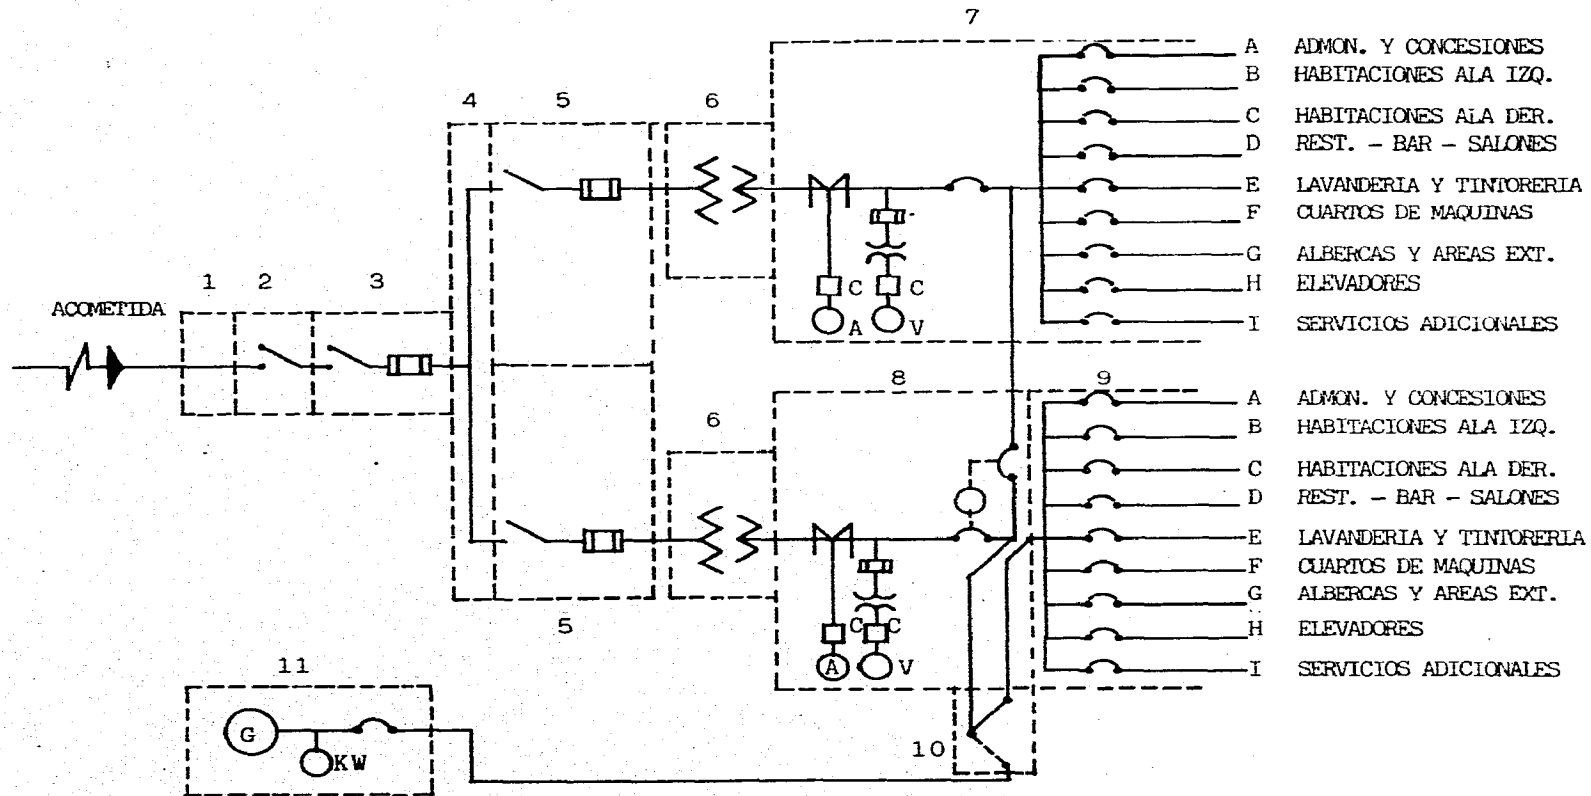 7
A ADMON. Y CONCESIONES
B HABITACIONES ALA IZQ.
4 5 6
C HABITACIONES ALA DER.
D REST. - BAR - SALONES
E LAVANDERIA Y TINTORERIA
F CUARTOS DE MAQUINAS
G ALBERCAS Y AREAS EXT.
1 2 3
C C H ELEVADORES
ACOMETIDA
A V I SERVICIOS ADICIONALES
8 9
A ADMON. Y CONCESIONES
6
B HABITACIONES ALA IZQ.
C HABITACIONES ALA DER.
D REST. - BAR - SALONES
E LAVANDERIA Y TINTORERIA
F CUARTOS DE MAQUINAS
G ALBERCAS Y AREAS EXT.
5
C C H ELEVADORES
11
A V I SERVICIOS ADICIONALES
G
10
KW